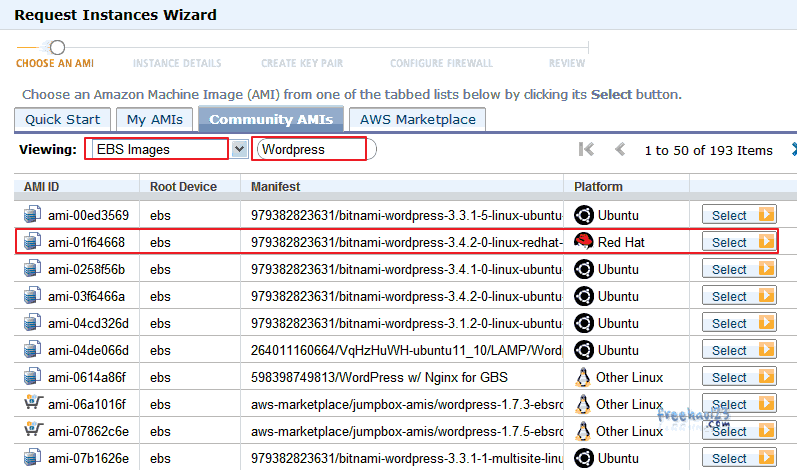 Request Instances Wizard
CHOOSE AN AMI INSTANCE DETAILS CREATE KEY PAIR CONFIGURE FIREWALL REVIEW
Choose an Amazon Machine Image (AMI) from one of the tabbed lists below by clicking its Select button.
Quick Start My AMIs Community AMIs AWS Marketplace
Viewing: EBS Images Wordpress 1 to 50 of 193 Items
AMI ID Root Device Manifest Platform
ami-00ed3569 ebs 979382823631/bitnami-wordpress-3.3.1-5-linux-ubuntu- Ubuntu Select
ami-01f64668 ebs 979382823631/bitnami-wordpress-3.4.2-0-linux-redhat- Red Hat Select
ami-0258f56b ebs 979382823631/bitnami-wordpress-3.4.1-0-linux-ubuntu- Ubuntu Select
ami-03f6466a ebs 979382823631/bitnami-wordpress-3.4.2-0-linux-ubuntu- Ubuntu Select
ami-04cd326d ebs 979382823631/bitnami-wordpress-3.1.2-0-linux-ubuntu- Ubuntu Select
ami-04de066d ebs 264011160664/VqHzHuWH-ubuntu11_10/LAMP/Word Ubuntu Select
ami-0614a86f ebs 598398749813/WordPress w/ Nginx for GBS Other Linux Select
ami-06a1016f ebs aws-marketplace/jumpbox-amis/wordpress-1.7.3-ebsro Other Linux Select
freehao123
.com
ami-07862c6e ebs aws-marketplace/jumpbox-amis/wordpress-1.7.5-ebsro Other Linux Select
ami-07b1626e ebs 979382823631/bitnami-wordpress-3.3.1-1-multisite-linu Ubuntu Select